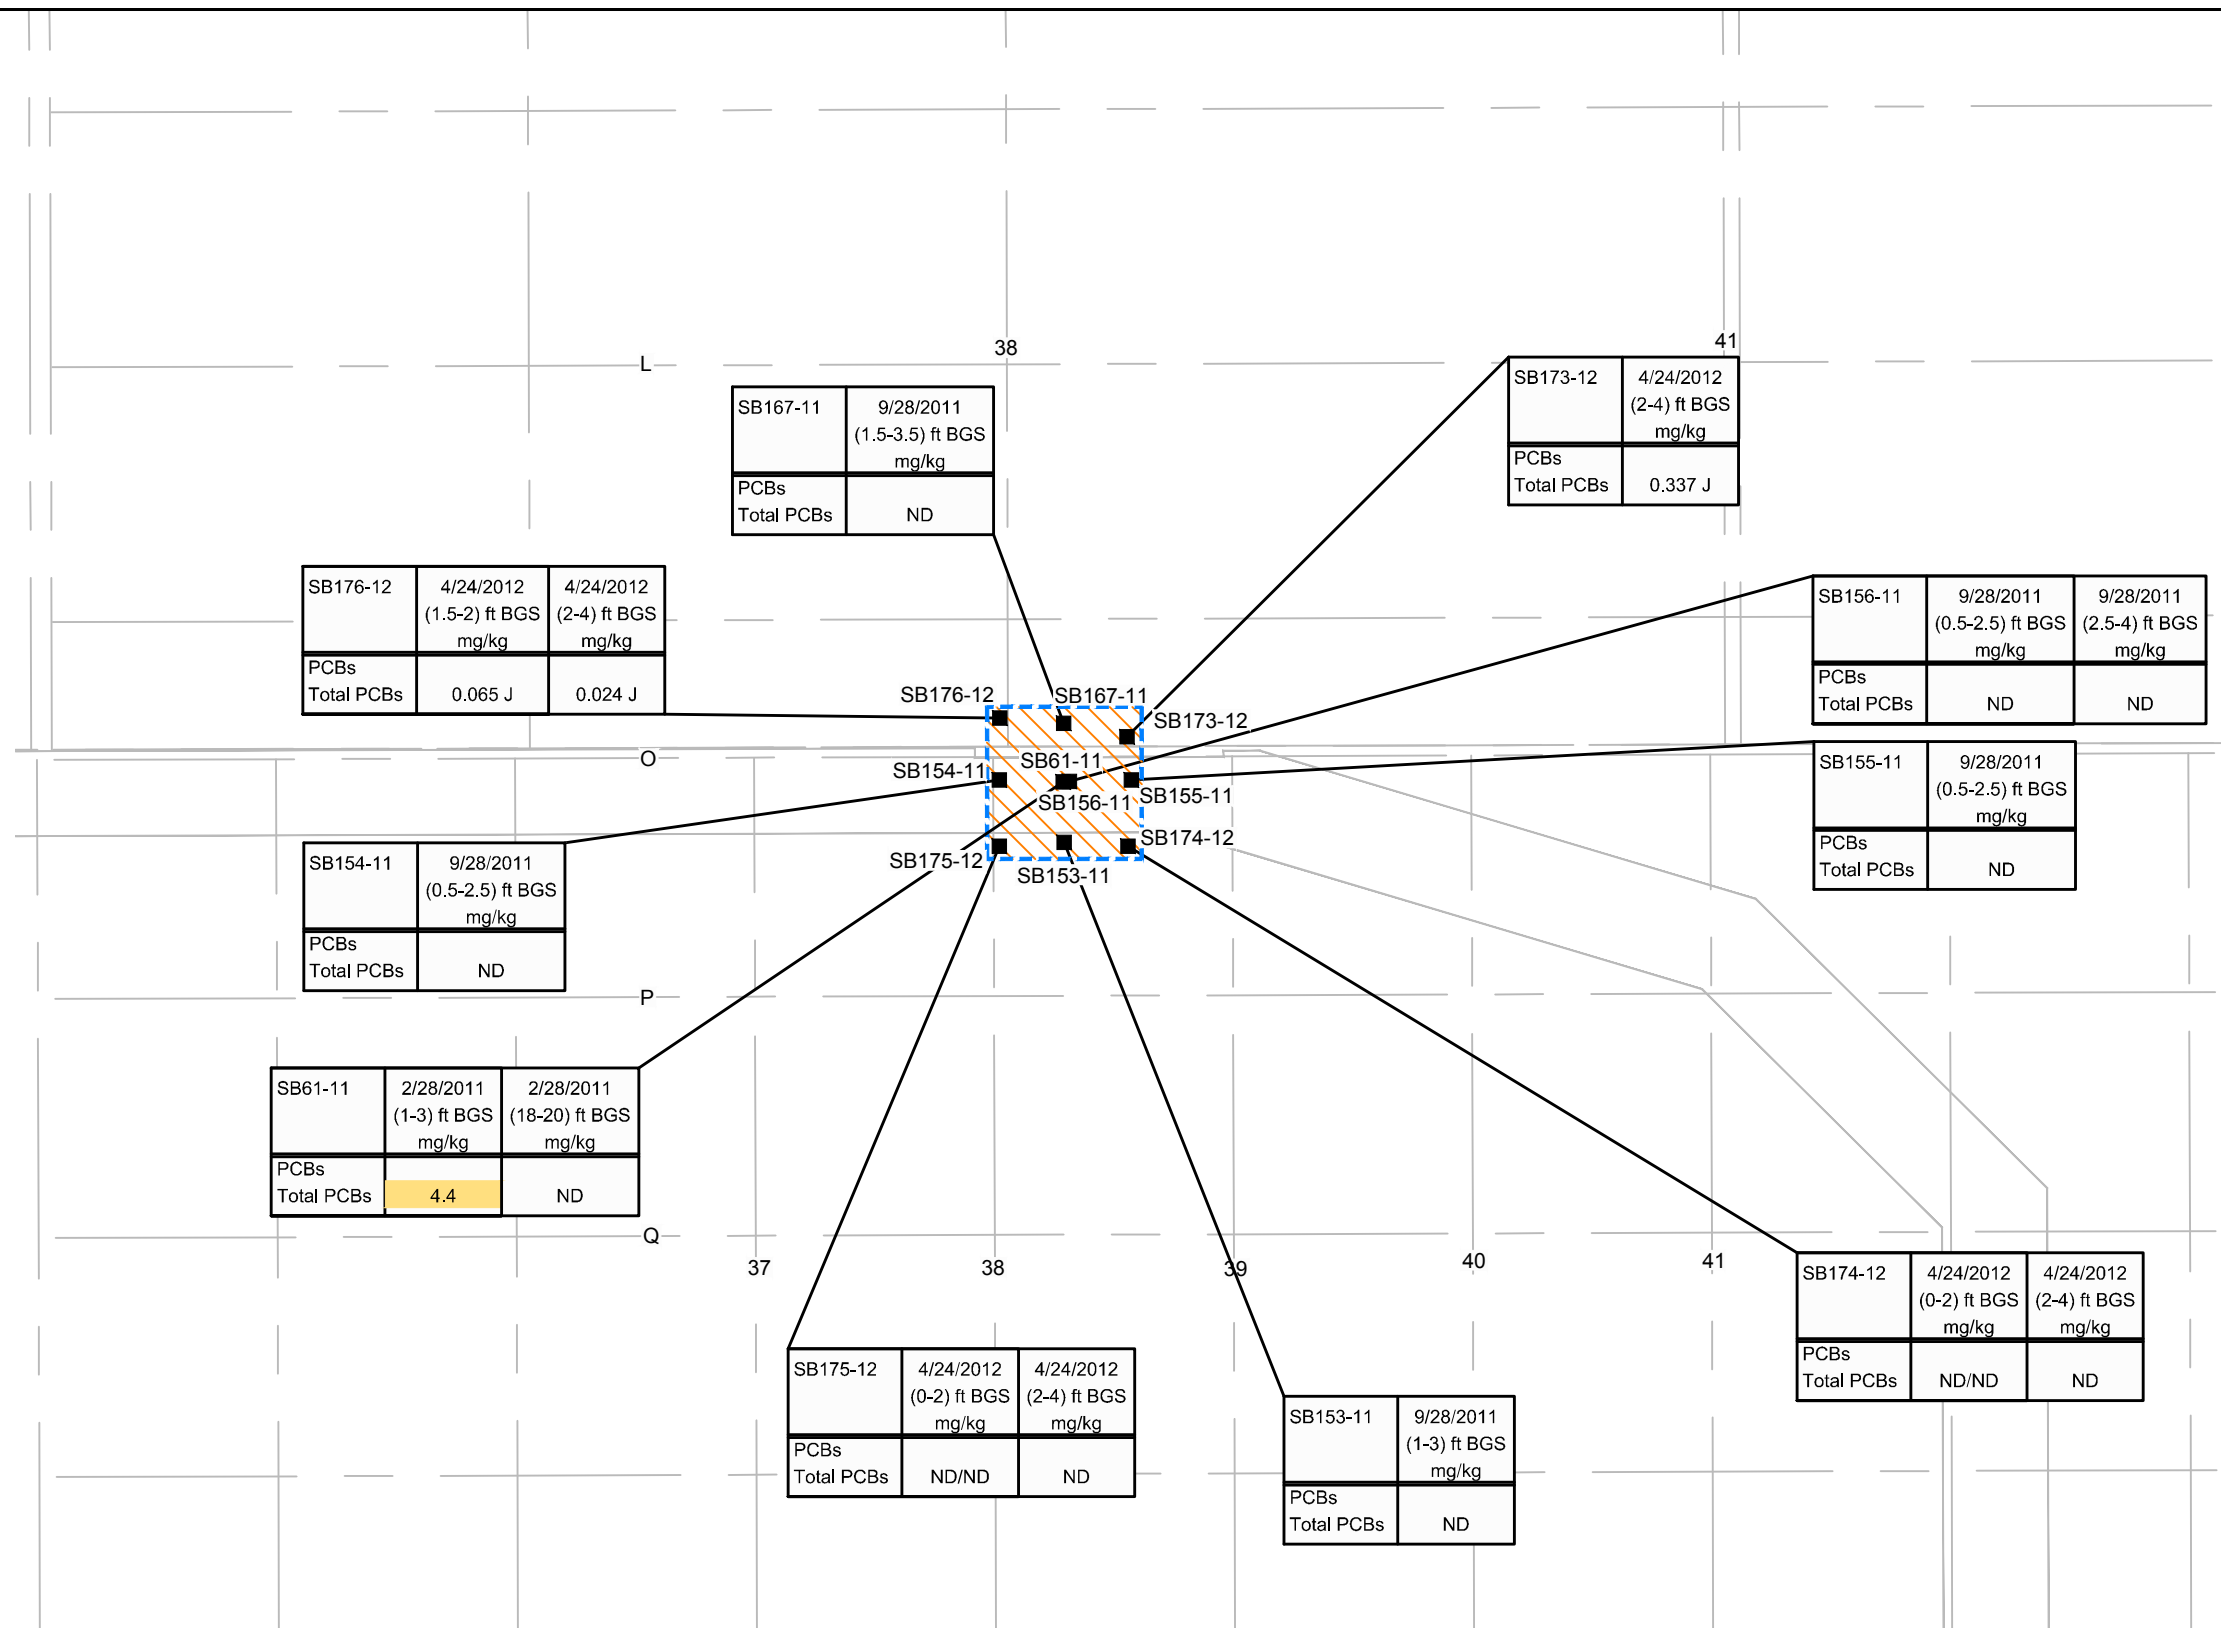 38
41
L
SB167-11
9/28/2011
(1.5-3.5) ft BGS
mg/kg
PCBs
Total PCBs
ND
SB173-12
4/24/2012
(2-4) ft BGS
mg/kg
PCBs
Total PCBs
0.337 J
SB176-12
4/24/2012
(1.5-2) ft BGS
mg/kg
4/24/2012
(2-4) ft BGS
mg/kg
PCBs
Total PCBs
0.065 J
0.024 J
SB156-11
9/28/2011
(0.5-2.5) ft BGS
mg/kg
9/28/2011
(2.5-4) ft BGS
mg/kg
PCBs
Total PCBs
ND
ND
SB176-12
SB167-11
SB173-12
O
SB154-11
SB61-11
SB156-11
SB155-11
SB174-12
SB175-12
SB153-11
SB155-11
9/28/2011
(0.5-2.5) ft BGS
mg/kg
PCBs
Total PCBs
ND
SB154-11
9/28/2011
(0.5-2.5) ft BGS
mg/kg
PCBs
Total PCBs
ND
P
SB61-11
2/28/2011
(1-3) ft BGS
mg/kg
2/28/2011
(18-20) ft BGS
mg/kg
PCBs
Total PCBs
4.4
ND
Q
37
38
39
40
41
SB174-12
4/24/2012
(0-2) ft BGS
mg/kg
4/24/2012
(2-4) ft BGS
mg/kg
PCBs
Total PCBs
ND/ND
ND
SB175-12
4/24/2012
(0-2) ft BGS
mg/kg
4/24/2012
(2-4) ft BGS
mg/kg
PCBs
Total PCBs
ND/ND
ND
SB153-11
9/28/2011
(1-3) ft BGS
mg/kg
PCBs
Total PCBs
ND